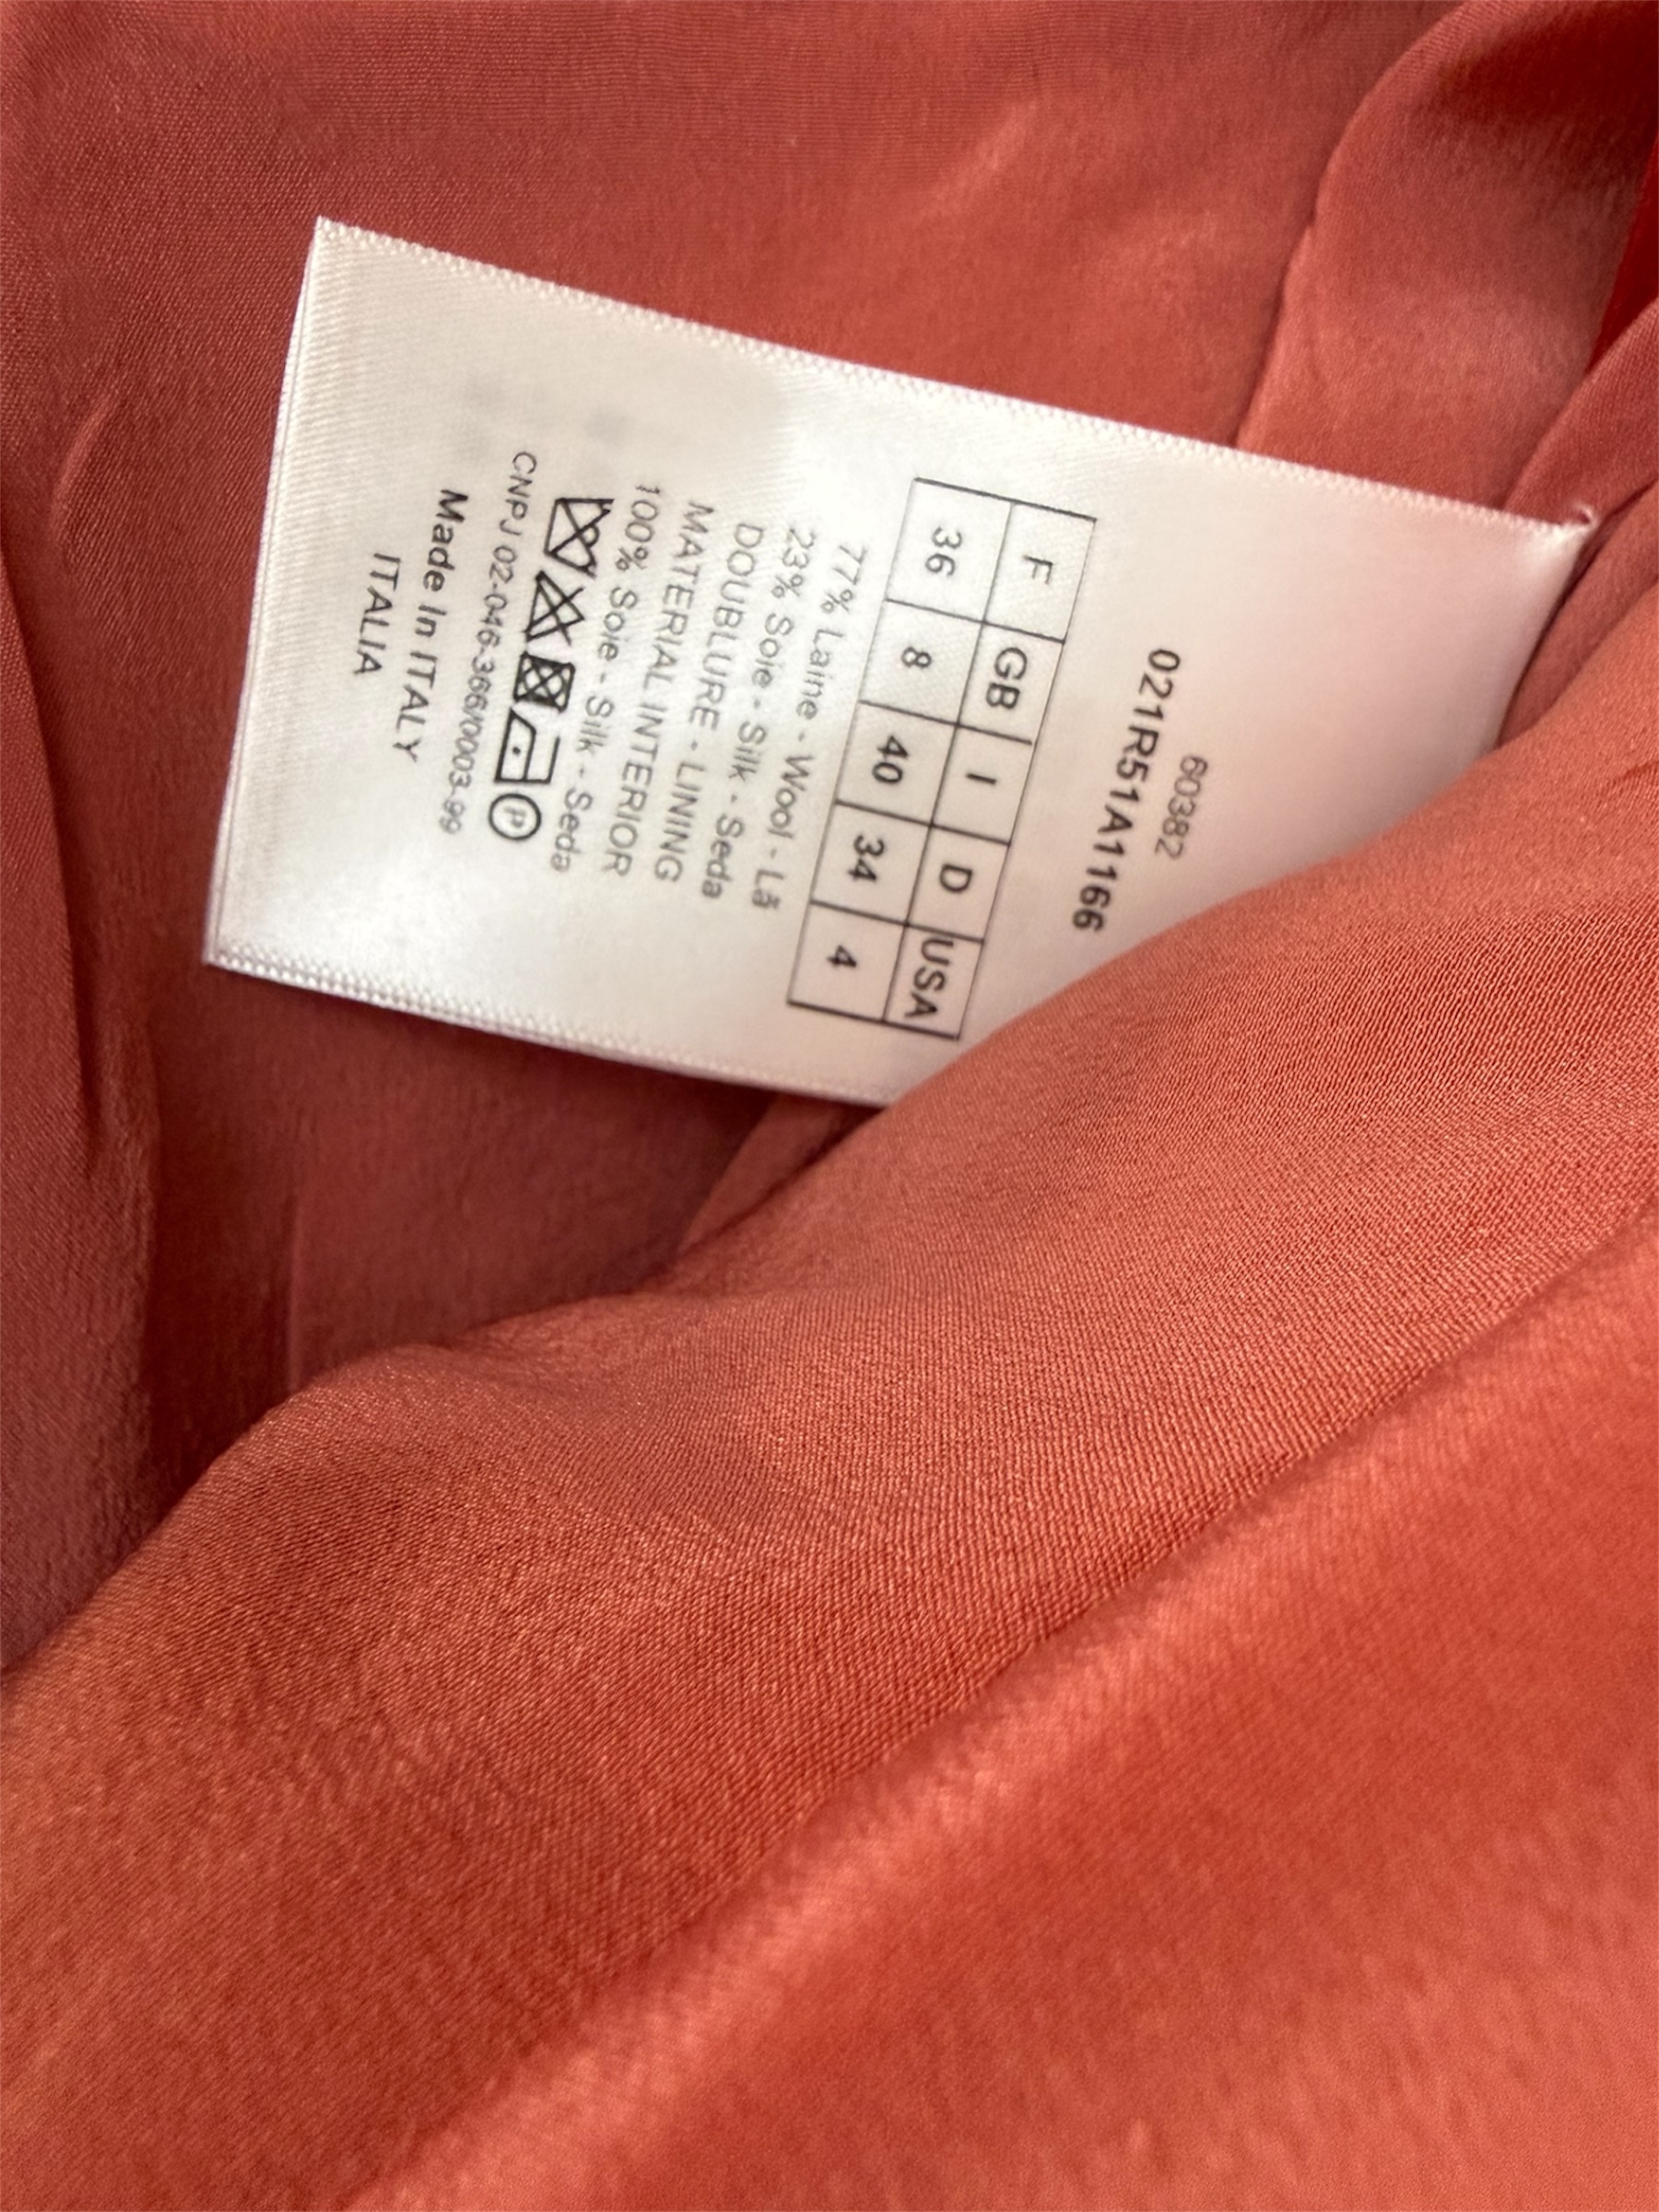 60382
021R51A1166
F GB I D USA
36 8 40 34 4
77% Laine - Wool - Lã
23% Soie - Silk - Seda
DOUBLURE - LINING
MATERIAL INTERIOR
100% Soie - Silk - Seda
P
CNPJ 02-046-366/0003-99
Made In ITALY
ITALIA